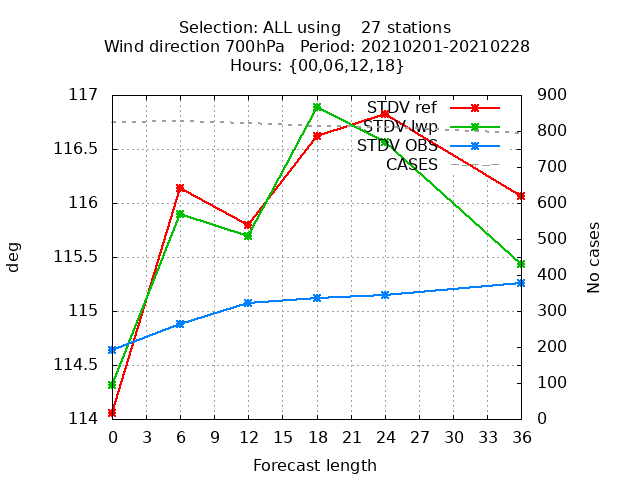 Selection: ALL using    27 stations
Wind direction 700hPa   Period: 20210201-20210228
Hours: {00,06,12,18}
117
116.5
116
115.5
115
114.5
114
deg
900
800
700
600
500
400
300
200
100
0
No cases
STDV ref
STDV lwp
STDV OBS
CASES
0 3 6 9 12 15 18 21 24 27 30 33 36
Forecast length